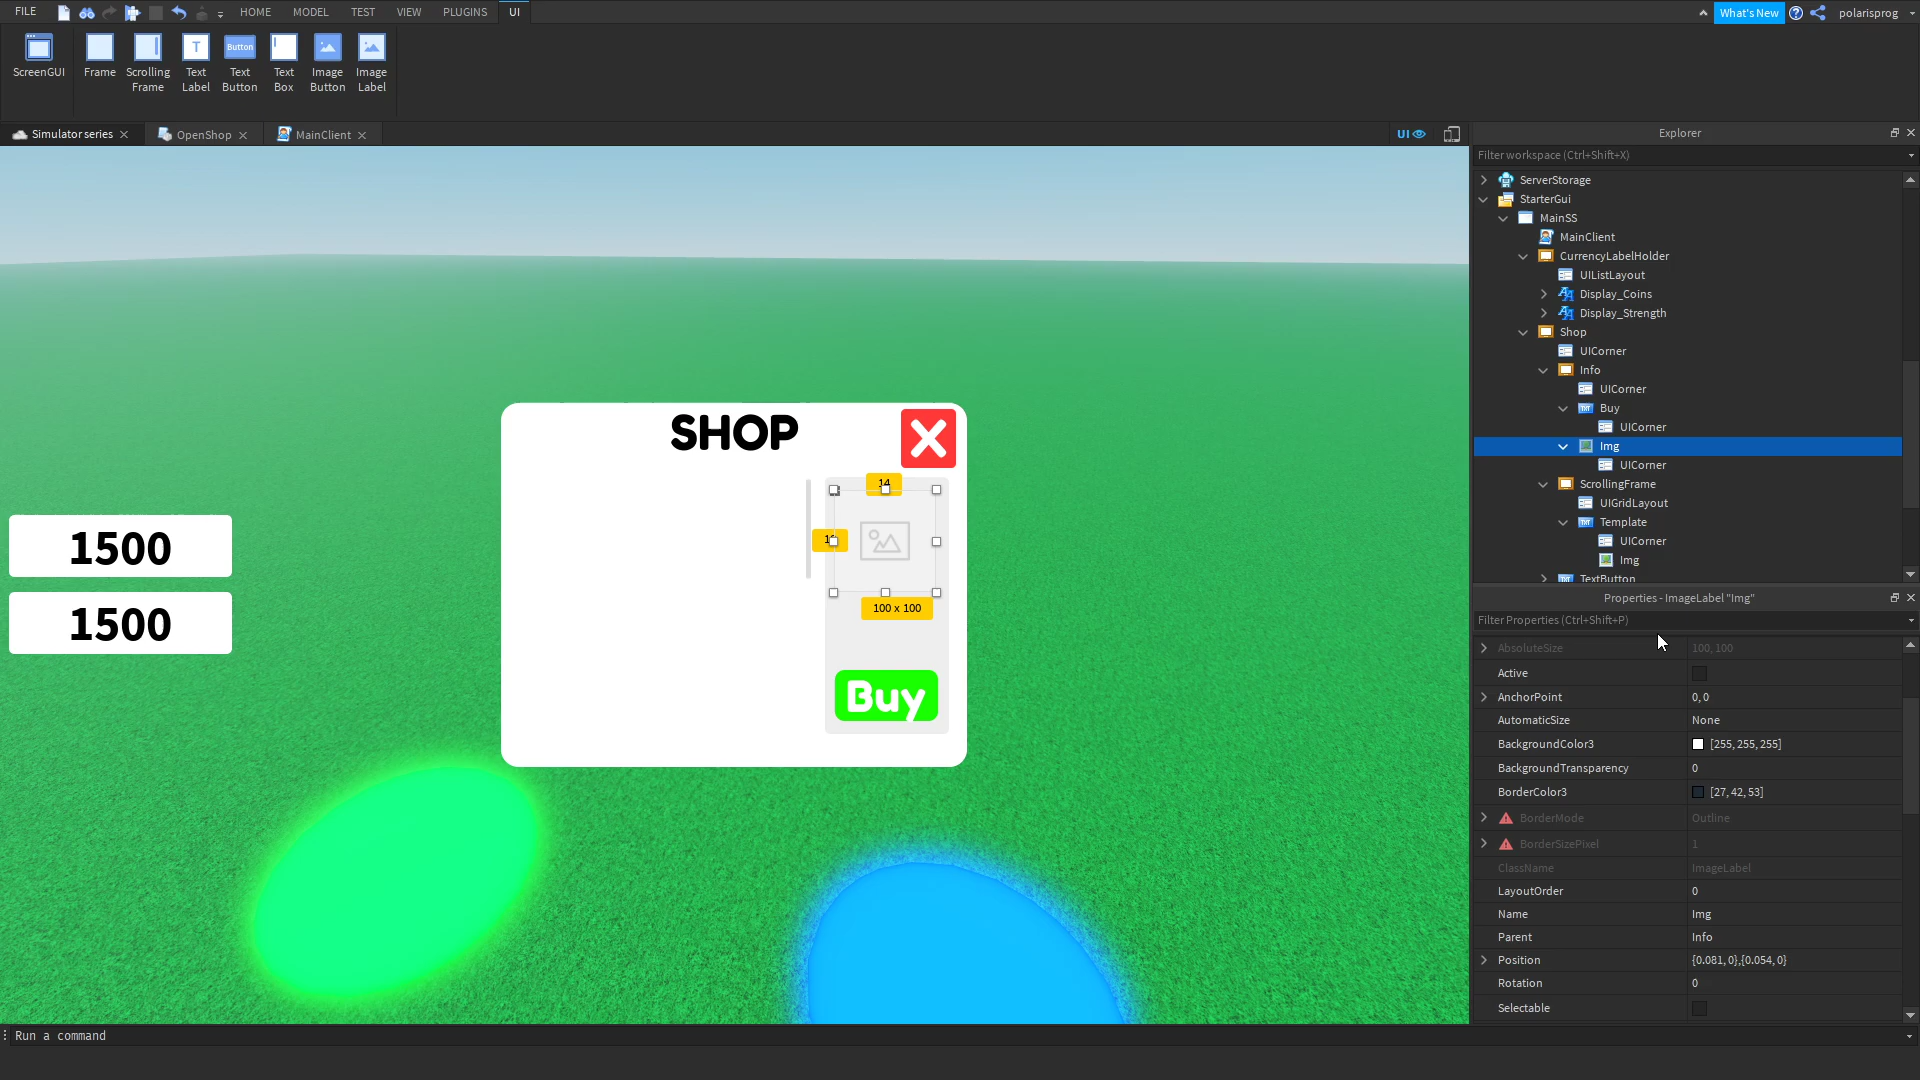 FILE
HOME
MODEL
TEST
VIEW
PLUGINS
UI
What's New
polarisprog
ScreenGUI
Frame
Scrolling
Frame
Text
Label
Button
Text
Button
Text
Box
Image
Button
Image
Label
T
Simulator series
OpenShop
MainClient
UI
Explorer
Filter workspace (Ctrl+Shift+X)
ServerStorage
StarterGui
MainSS
MainClient
CurrencyLabelHolder
UIListLayout
Display_Coins
Display_Strength
Shop
UICorner
Info
UICorner
Buy
UICorner
Img
UICorner
ScrollingFrame
UIGridLayout
Template
UICorner
Img
TextButton
SHOP
14
100 x 100
Buy
1500
1500
Properties - ImageLabel "Img"
Filter Properties (Ctrl+Shift+P)
AbsoluteSize 100, 100
Active
AnchorPoint 0, 0
AutomaticSize None
BackgroundColor3 [255, 255, 255]
BackgroundTransparency 0
BorderColor3 [27, 42, 53]
BorderMode Outline
BorderSizePixel 1
ClassName ImageLabel
LayoutOrder 0
Name Img
Parent Info
Position {0.081, 0},{0.054, 0}
Rotation 0
Selectable
Run a command